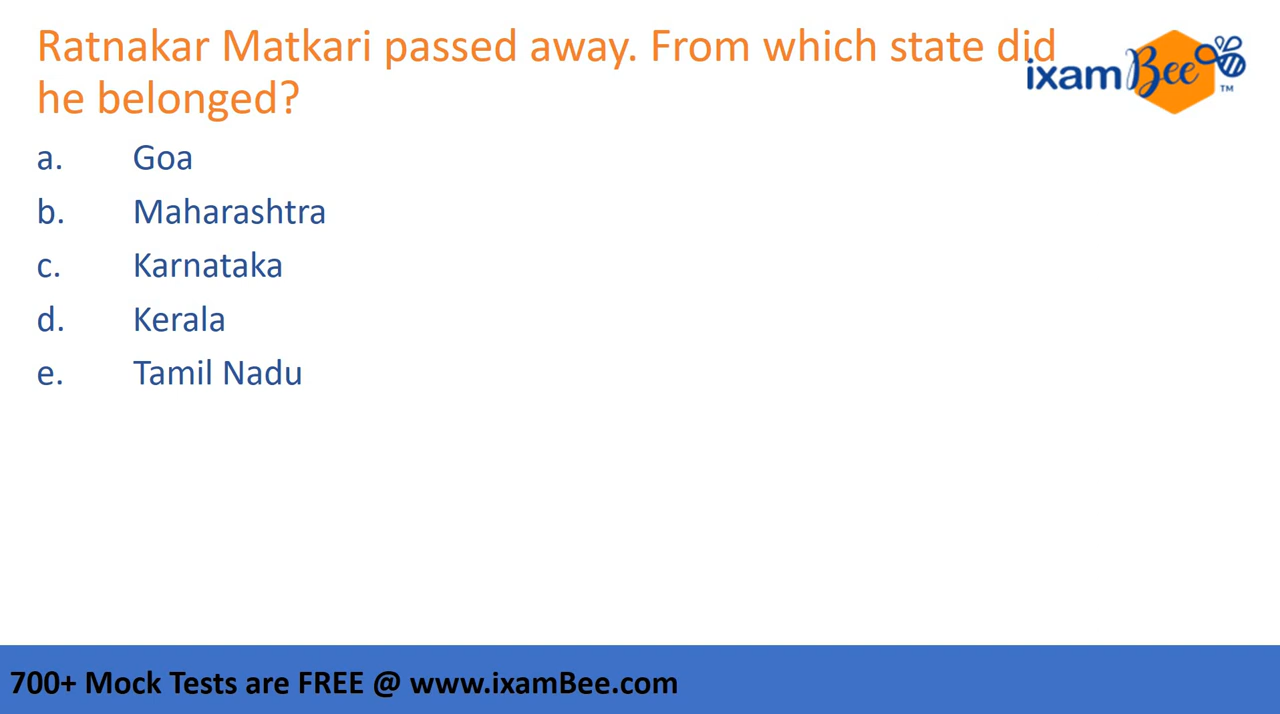 Ratnakar Matkari passed away. From which state did
he belonged?
ixamBee TM
a. Goa
b. Maharashtra
c. Karnataka
d. Kerala
e. Tamil Nadu
700+ Mock Tests are FREE @ www.ixamBee.com